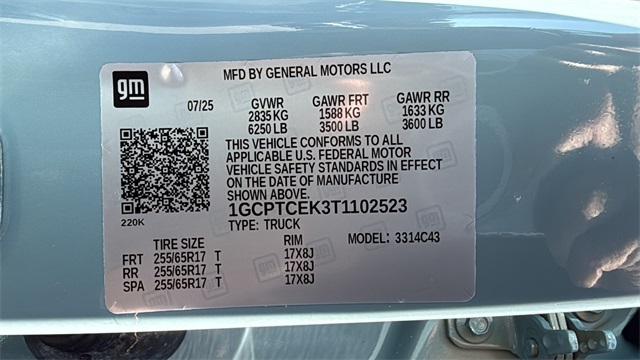 MFD BY GENERAL MOTORS LLC
gm
07/25 GVWR GAWR FRT GAWR RR
2835 KG 1588 KG 1633 KG
6250 LB 3500 LB 3600 LB
THIS VEHICLE CONFORMS TO ALL
APPLICABLE U.S. FEDERAL MOTOR
VEHICLE SAFETY STANDARDS IN EFFECT
ON THE DATE OF MANUFACTURE
SHOWN ABOVE.
220K
1GCPTCEK3T1102523
TYPE: TRUCK
TIRE SIZE RIM MODEL: 3314C43
FRT 255/65R17 T 17X8J
RR 255/65R17 T 17X8J
SPA 255/65R17 T 17X8J